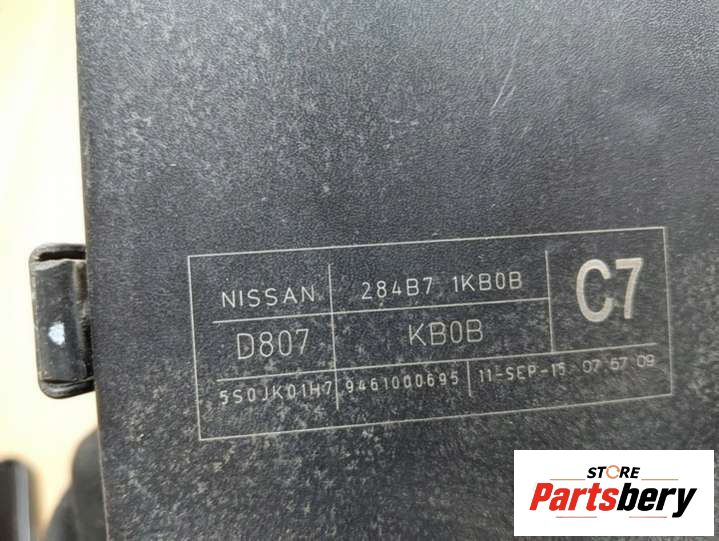 NISSAN 284B7 1KB0B C7
D807 KB0B
5S0JK01H7 9461000695 11-SEP-15 07 57 09
STORE
Partsbery